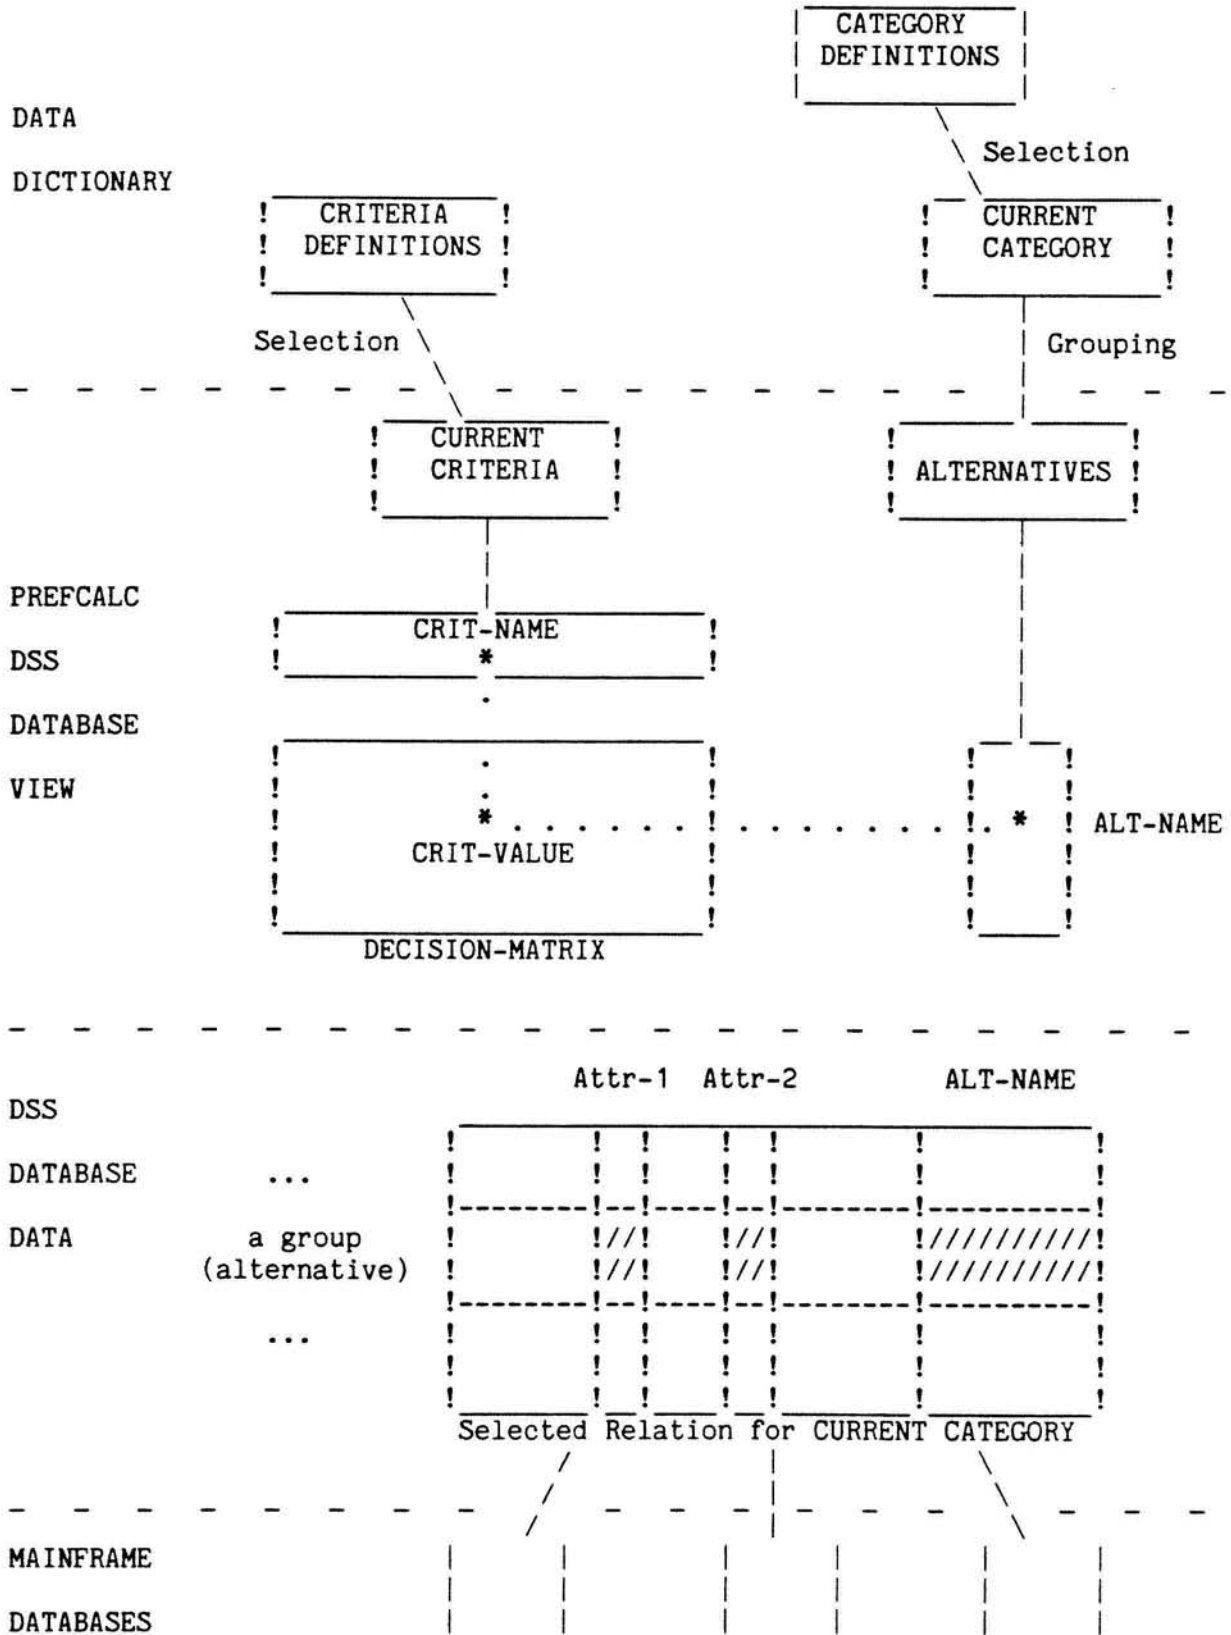 CATEGORY
DEFINITIONS
DATA
Selection
DICTIONARY
CRITERIA
DEFINITIONS
CURRENT
CATEGORY
Selection
Grouping
CURRENT
CRITERIA
ALTERNATIVES
PREFCALC
CRIT-NAME
DSS
*
DATABASE
VIEW
* . . . . . . . . . . . . . . . . *
ALT-NAME
CRIT-VALUE
DECISION-MATRIX
Attr-1 Attr-2 ALT-NAME
DSS
DATABASE ...
DATA a group
(alternative)
...
Selected Relation for CURRENT CATEGORY
MAINFRAME
DATABASES